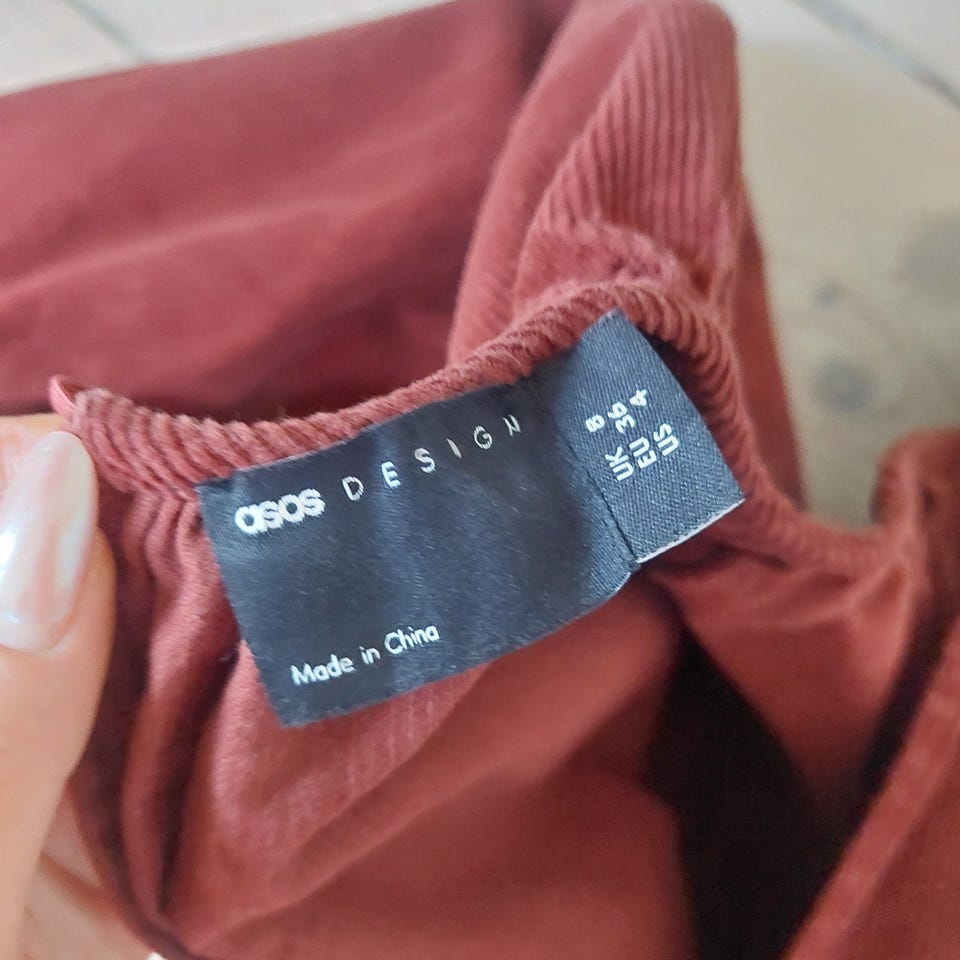 asos DESIGN
Made in China
UK 8
EU 36
US 4